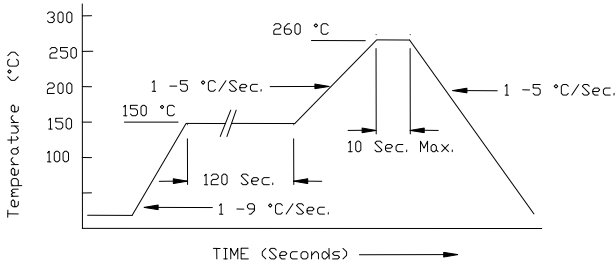 300
260 °C
250
1 -5 °C/Sec.
1 -5 °C/Sec.
200
150 °C
150
10 Sec. Max.
100
120 Sec.
1 -9 °C/Sec.
Temperature (°C)
TIME (Seconds)